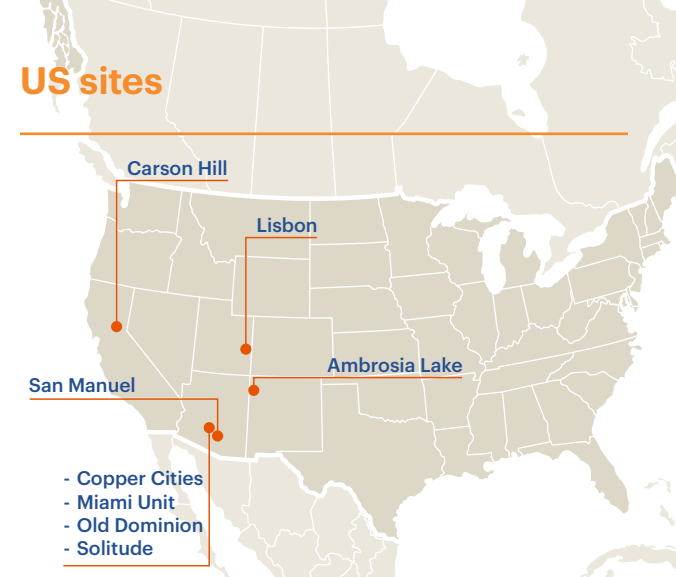 US sites
Carson Hill
Lisbon
Ambrosia Lake
San Manuel
- Copper Cities
- Miami Unit
- Old Dominion
- Solitude